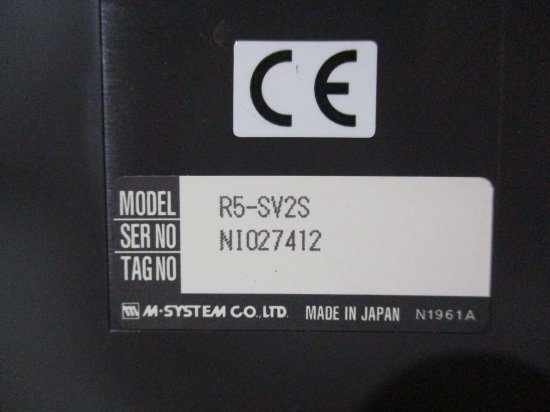 CE
MODEL R5-SV2S
SER NO NI027412
TAG NO
M-SYSTEM CO.,LTD. MADE IN JAPAN N1961A